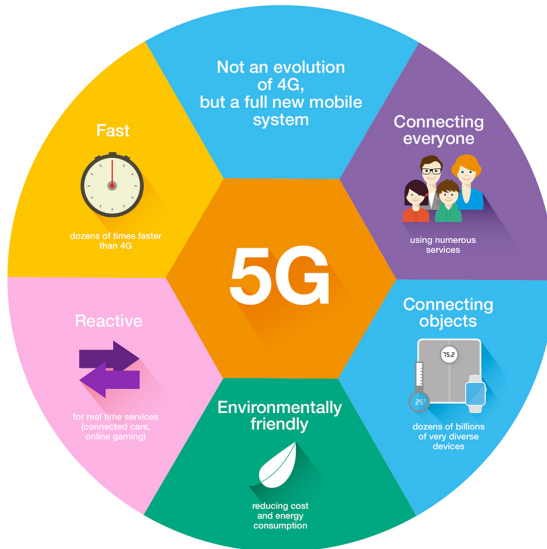 Not an evolution
of 4G,
but a full new mobile
system
Fast
dozens of times faster
than 4G
Connecting
everyone
using numerous
services
5G
Reactive
for real time services
(connected cars,
online gaming)
Connecting
objects
75.2
25°
dozens of billions
of very diverse
devices
Environmentally
friendly
reducing cost
and energy
consumption